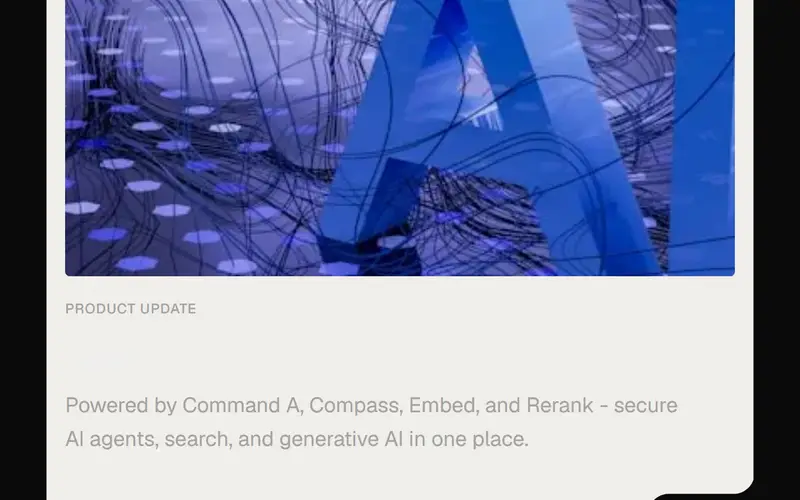 PRODUCT UPDATE
Powered by Command A, Compass, Embed, and Rerank - secure
AI agents, search, and generative AI in one place.